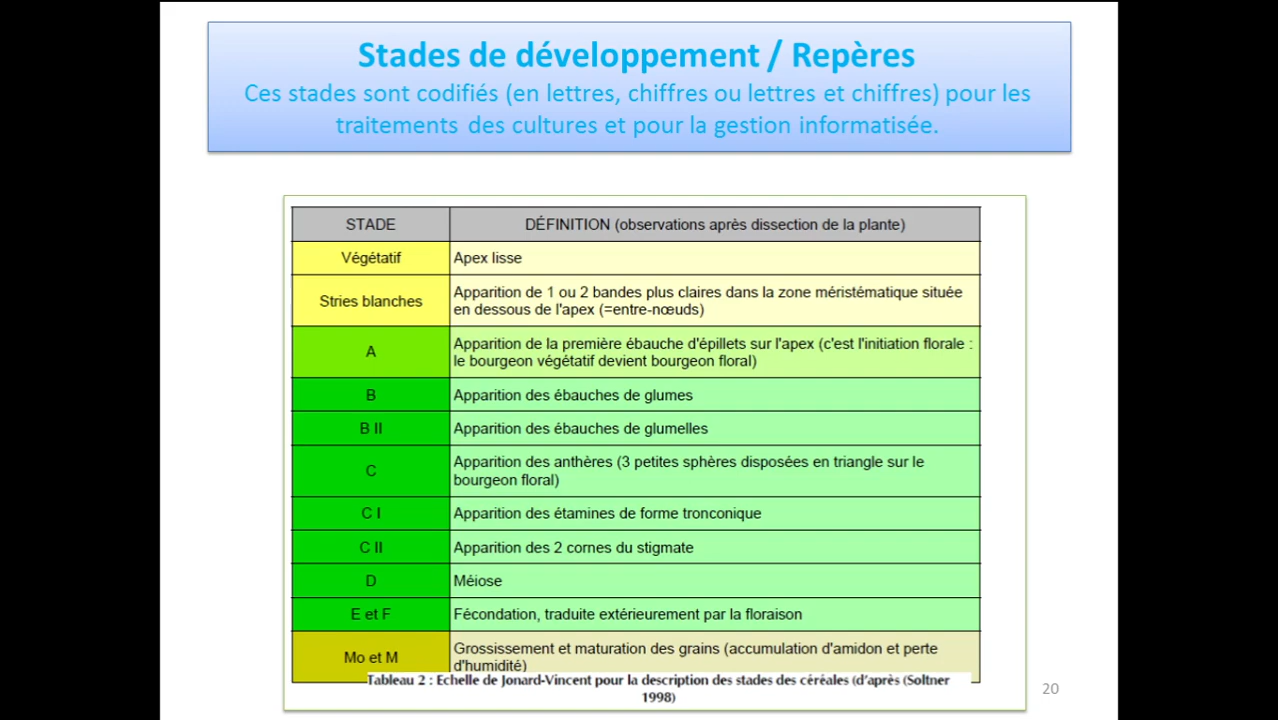 Stades de développement / Repères
Ces stades sont codifiés (en lettres, chiffres ou lettres et chiffres) pour les
traitements des cultures et pour la gestion informatisée.
STADE DÉFINITION (observations après dissection de la plante)
Végétatif Apex lisse
Stries blanches Apparition de 1 ou 2 bandes plus claires dans la zone méristématique située
en dessous de l'apex (=entre-nœuds)
A Apparition de la première ébauche d'épillets sur l'apex (c'est l'initiation florale :
le bourgeon végétatif devient bourgeon floral)
B Apparition des ébauches de glumes
B II Apparition des ébauches de glumelles
C Apparition des anthères (3 petites sphères disposées en triangle sur le
bourgeon floral)
C I Apparition des étamines de forme tronconique
C II Apparition des 2 cornes du stigmate
D Méiose
E et F Fécondation, traduite extérieurement par la floraison
Mo et M Grossissement et maturation des grains (accumulation d'amidon et perte
d'humidité)
Tableau 2 : Echelle de Jonard-Vincent pour la description des stades des céréales (d'après (Soltner
1998)
20